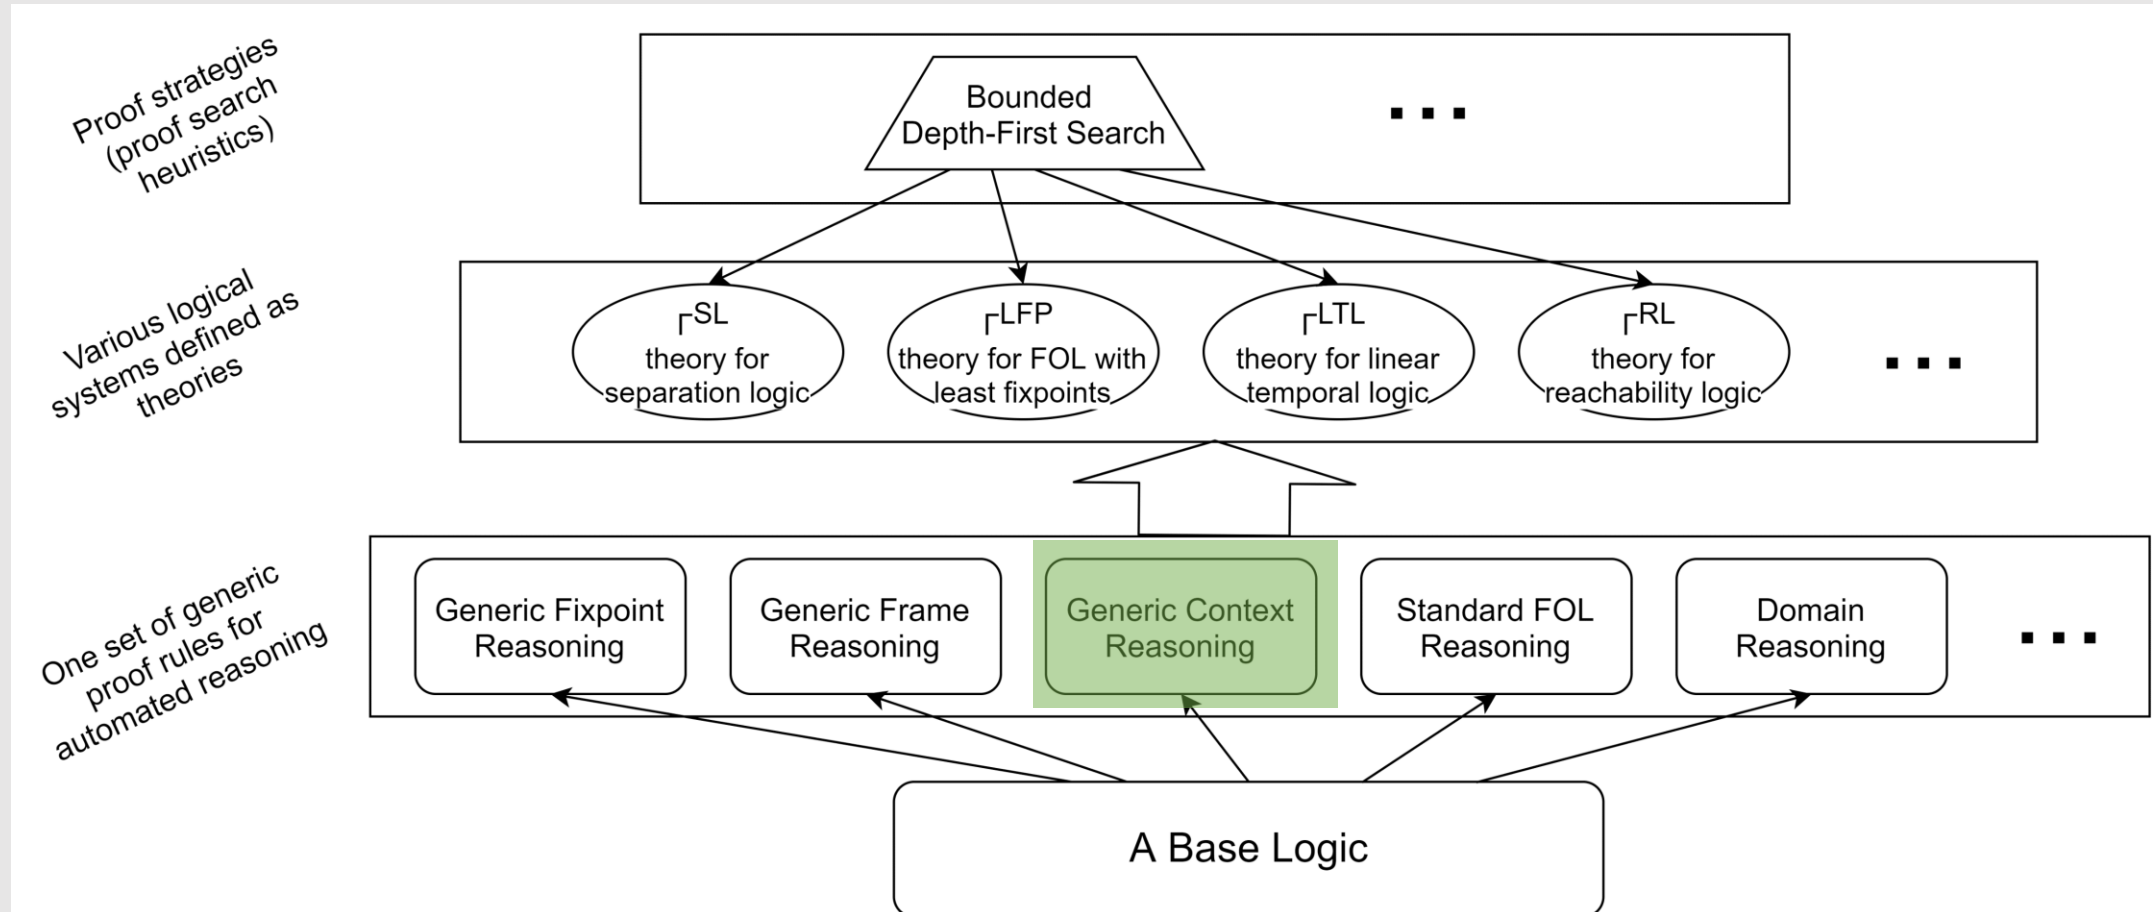 Proof strategies
(proof search
heuristics)
Bounded
Depth-First Search
...
Various logical
systems defined as
theories
┌SL
theory for
separation logic
┌LFP
theory for FOL with
least fixpoints
┌LTL
theory for linear
temporal logic
┌RL
theory for
reachability logic
...
One set of generic
proof rules for
automated reasoning
Generic Fixpoint
Reasoning
Generic Frame
Reasoning
Generic Context
Reasoning
Standard FOL
Reasoning
Domain
Reasoning
...
A Base Logic